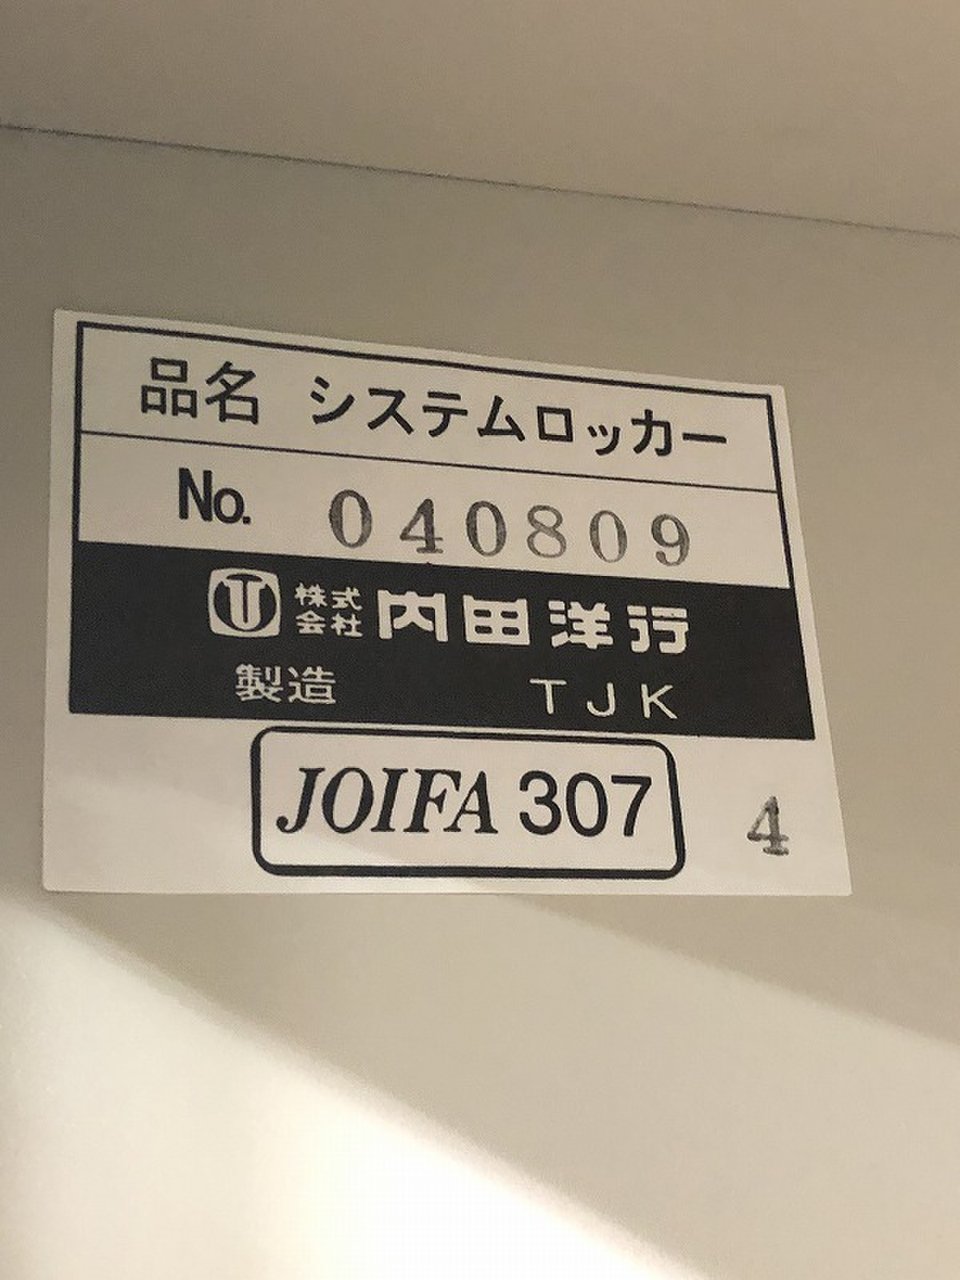 品名 システムロッカー
No. 040809
株式会社 内田洋行
製造 TJK
JOIFA 307
4